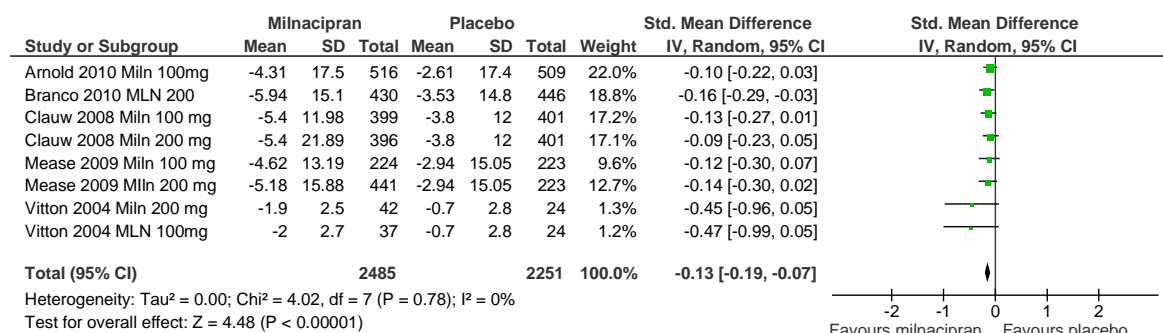 Milnacipran Placebo Std. Mean Difference Std. Mean Difference
Study or Subgroup Mean SD Total Mean SD Total Weight IV, Random, 95% CI IV, Random, 95% CI
Arnold 2010 Miln 100mg -4.31 17.5 516 -2.61 17.4 509 22.0% -0.10 [-0.22, 0.03]
Branco 2010 MLN 200 -5.94 15.1 430 -3.53 14.8 446 18.8% -0.16 [-0.29, -0.03]
Clauw 2008 Miln 100 mg -5.4 11.98 399 -3.8 12 401 17.2% -0.13 [-0.27, 0.01]
Clauw 2008 Miln 200 mg -5.4 21.89 396 -3.8 12 401 17.1% -0.09 [-0.23, 0.05]
Mease 2009 Miln 100 mg -4.62 13.19 224 -2.94 15.05 223 9.6% -0.12 [-0.30, 0.07]
Mease 2009 MIln 200 mg -5.18 15.88 441 -2.94 15.05 223 12.7% -0.14 [-0.30, 0.02]
Vitton 2004 Miln 200 mg -1.9 2.5 42 -0.7 2.8 24 1.3% -0.45 [-0.96, 0.05]
Vitton 2004 MLN 100mg -2 2.7 37 -0.7 2.8 24 1.2% -0.47 [-0.99, 0.05]
Total (95% CI) 2485 2251 100.0% -0.13 [-0.19, -0.07]
Heterogeneity: Tau² = 0.00; Chi² = 4.02, df = 7 (P = 0.78); I² = 0%
Test for overall effect: Z = 4.48 (P < 0.00001)
-2 -1 0 1 2
Favours milnacipran Favours placebo